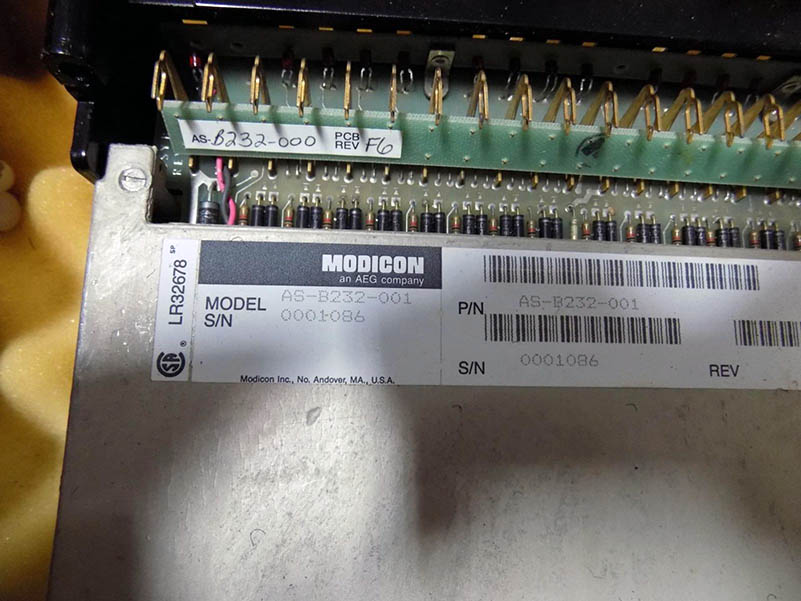 AS-B232-000 PCB REV F6
LR32678 SP
MODICON
an AEG company
MODEL AS-B232-001
S/N 0001086
Modicon Inc., No. Andover, MA., U.S.A.
P/N AS-B232-001
S/N 0001086
REV